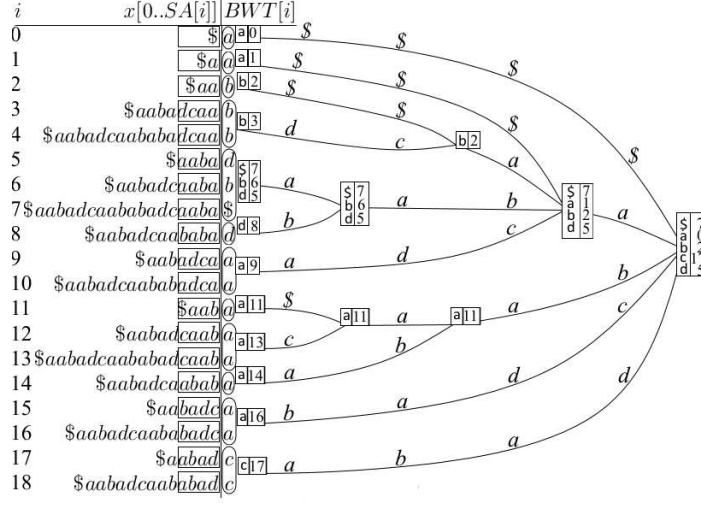 i x[0..SA[i]] BWT[i]
0 $ a a 0 $ $ $ $
1 $a a a 1 $ $ $
2 $aa b b 2 $ $
3 $aabadcaa b b 3
4 $aabadcaababadcaa b d c b 2 a
5 $aaba d $ 7
6 $aabadcaaba b b 6 a $ 7 $ 7
7 $aabadcaababadcaaba $ d 5 b 6 a b a 1 a $
8 $aabadcaababa d d 8 b d 5 c b 2 a
9 $aabadca a a 9 a d d 5 b
10 $aabadcaababadca a c
11 $aab a a 11 $ a 11 a a 11 a b d
12 $aabadcaab a a 13 c
13 $aabadcaababadcaab a b c
14 $aabadcaabab a a 14 a
15 $aabadc a a 16 b a d d
16 $aabadcaababadc a
17 $aabad c c 17 a b a
18 $aabadcaababad c